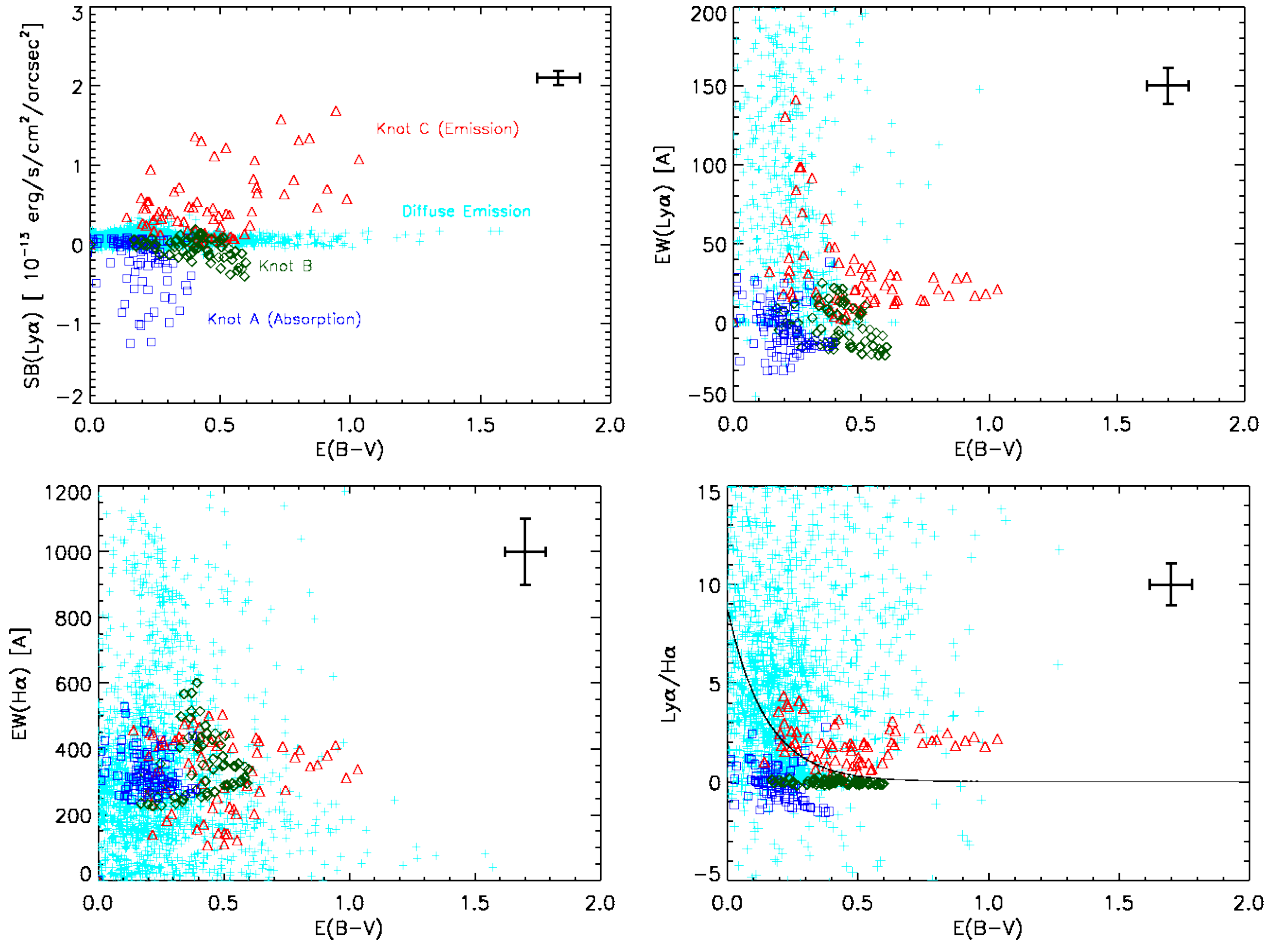 3
2
1
0
−1
−2
SB(Lyα) [ 10⁻¹³ erg/s/cm²/arcsec²]
Knot C (Emission)
Diffuse Emission
Knot B
Knot A (Absorption)
0.0 0.5 1.0 1.5 2.0
E(B−V)
200
150
100
50
0
−50
EW(Lyα) [A]
0.0 0.5 1.0 1.5 2.0
E(B−V)
1200
1000
800
600
400
200
0
EW(Hα) [A]
0.0 0.5 1.0 1.5 2.0
E(B−V)
15
10
5
0
−5
Lyα/Hα
0.0 0.5 1.0 1.5 2.0
E(B−V)